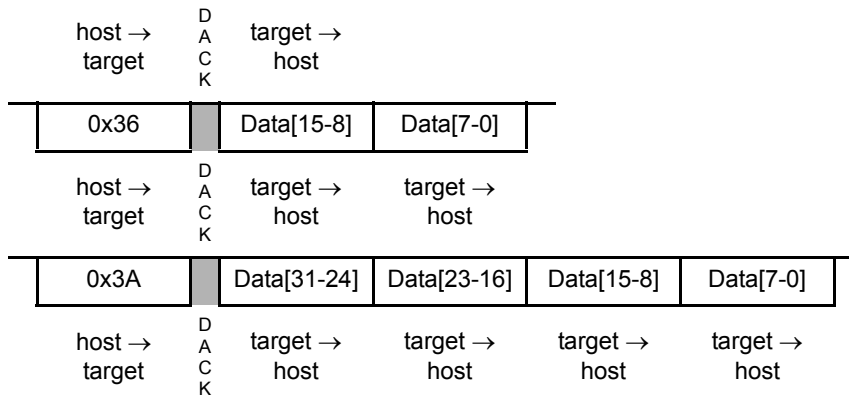 host → D A C K target →
target host
0x36 Data[15-8] Data[7-0]
host → D A C K target → target →
target host host
0x3A Data[31-24] Data[23-16] Data[15-8] Data[7-0]
host → D A C K target → target → target → target →
target host host host host